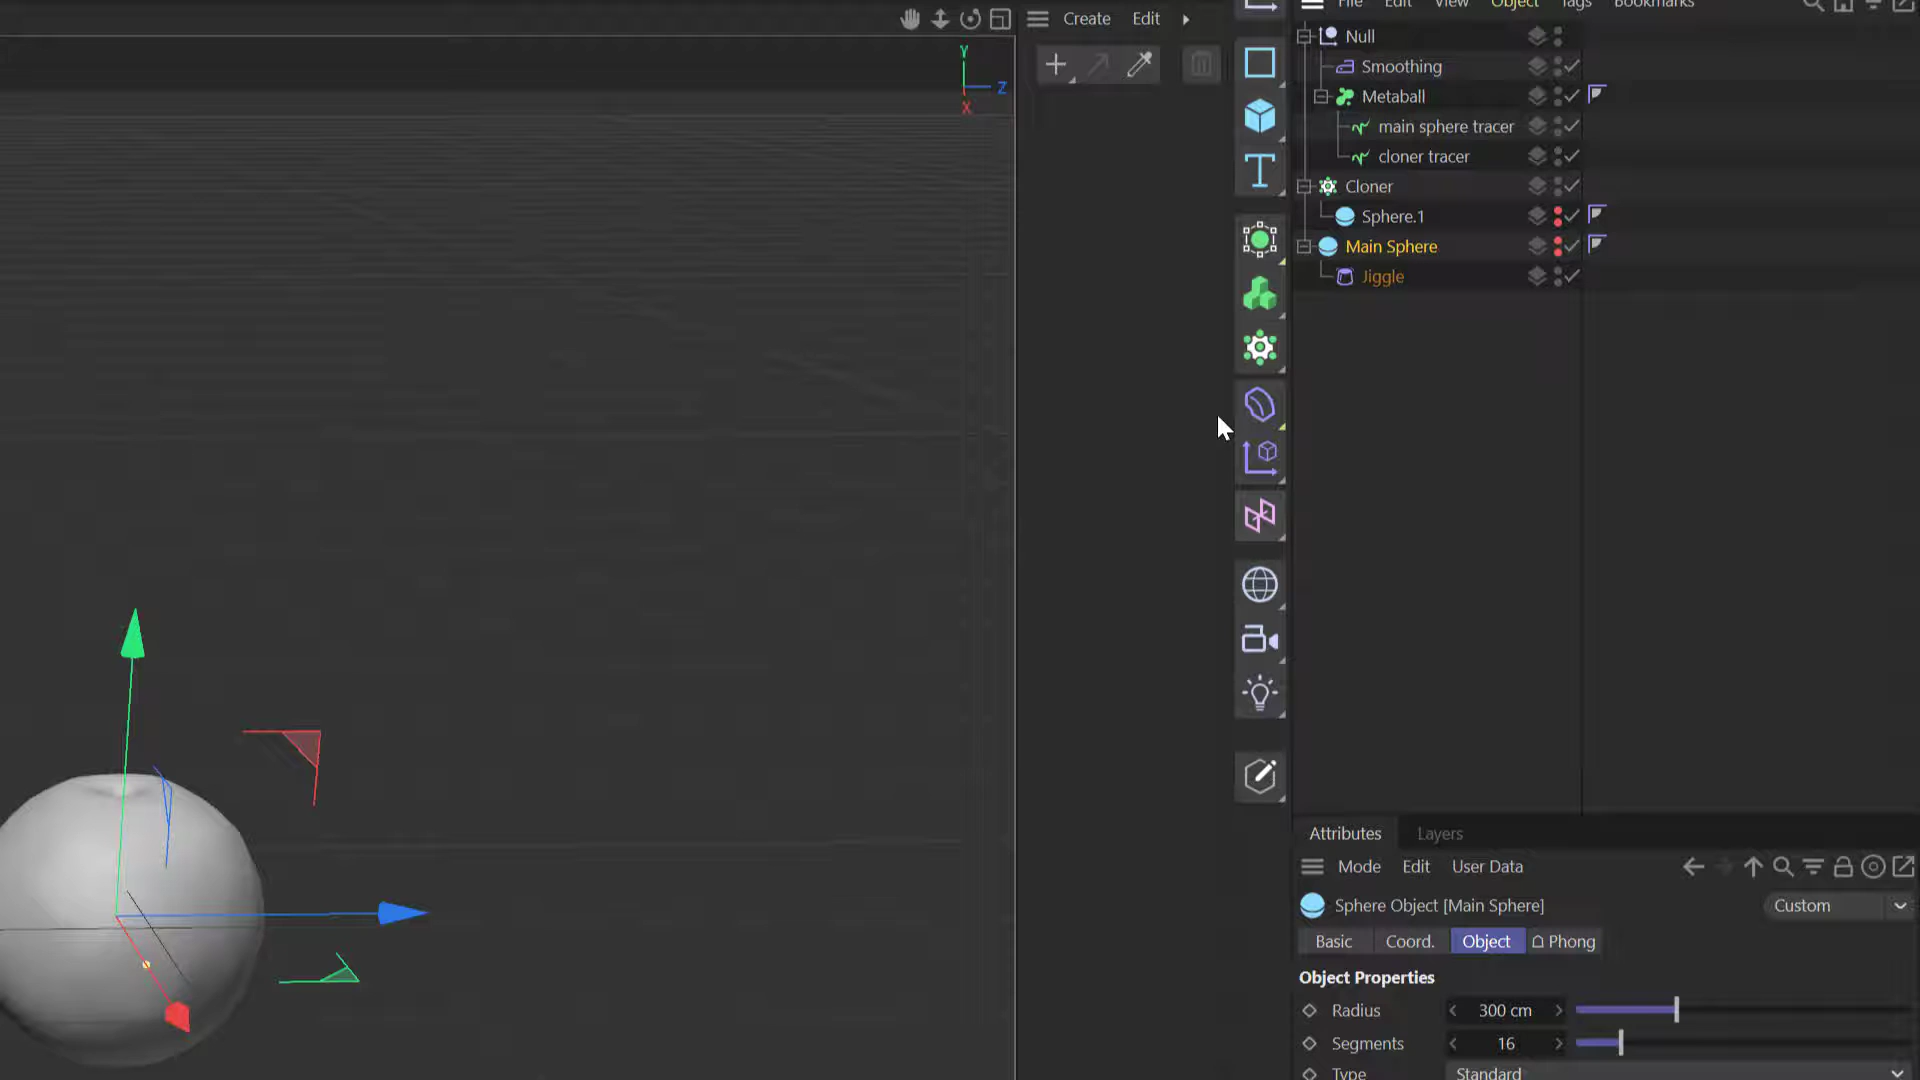 Create Edit
File Edit View Object Tags Bookmarks
Y
Z
X
Null
Smoothing
Metaball
main sphere tracer
cloner tracer
Cloner
Sphere.1
Main Sphere
Jiggle
Attributes Layers
Mode Edit User Data
Sphere Object [Main Sphere] Custom
Basic Coord. Object Phong
Object Properties
Radius 300 cm
Segments 16
Type Standard